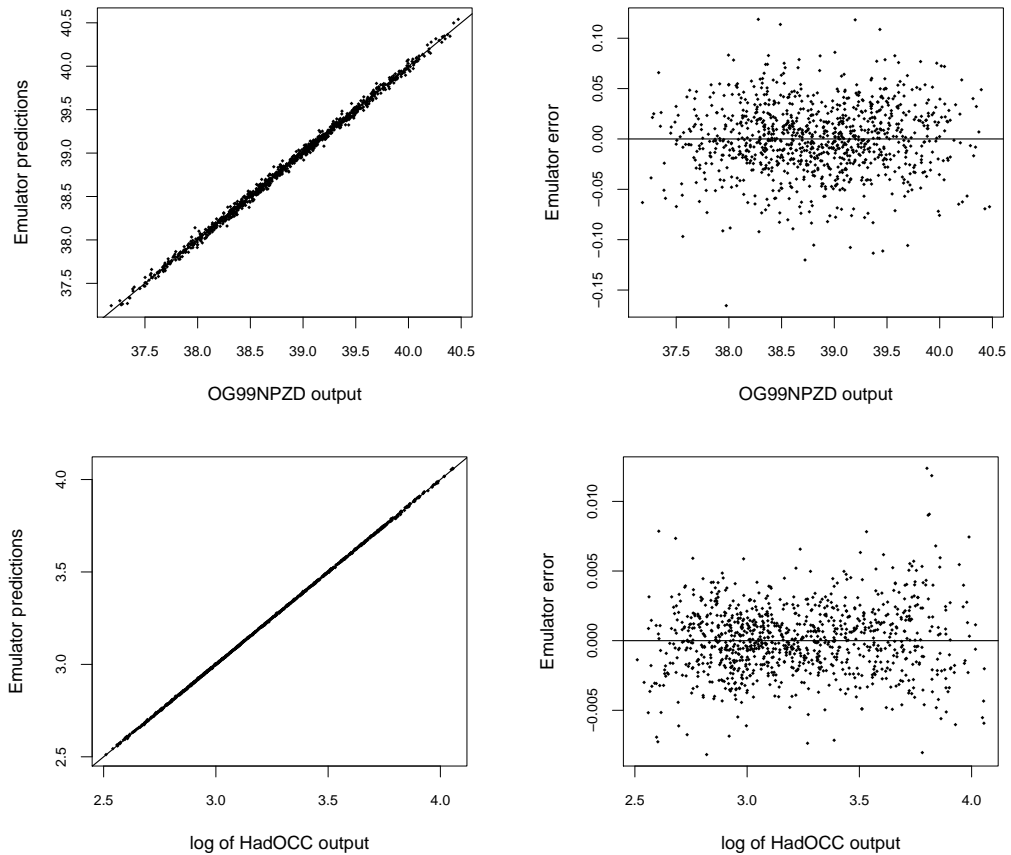 Emulator predictions
40.5
40.0
39.5
39.0
38.5
38.0
37.5
37.5 38.0 38.5 39.0 39.5 40.0 40.5
OG99NPZD output
Emulator error
0.10
0.05
0.00
−0.05
−0.10
−0.15
37.5 38.0 38.5 39.0 39.5 40.0 40.5
OG99NPZD output
Emulator predictions
4.0
3.5
3.0
2.5
2.5 3.0 3.5 4.0
log of HadOCC output
Emulator error
0.010
0.005
0.000
−0.005
2.5 3.0 3.5 4.0
log of HadOCC output